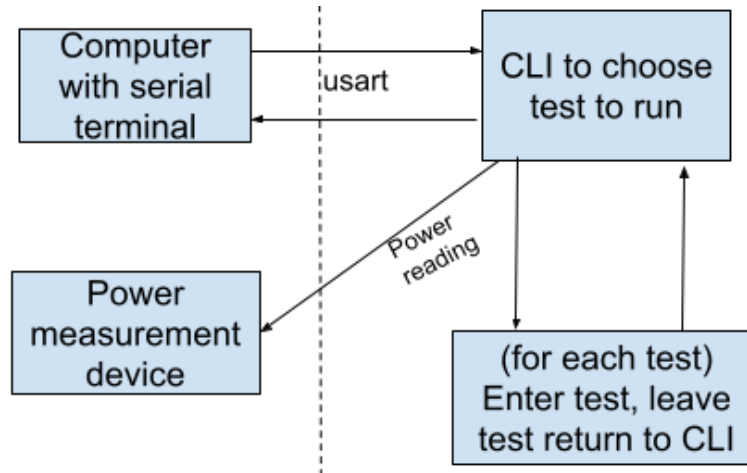 Computer
with serial
terminal
usart
CLI to choose
test to run
Power
reading
Power
measurement
device
(for each test)
Enter test, leave
test return to CLI